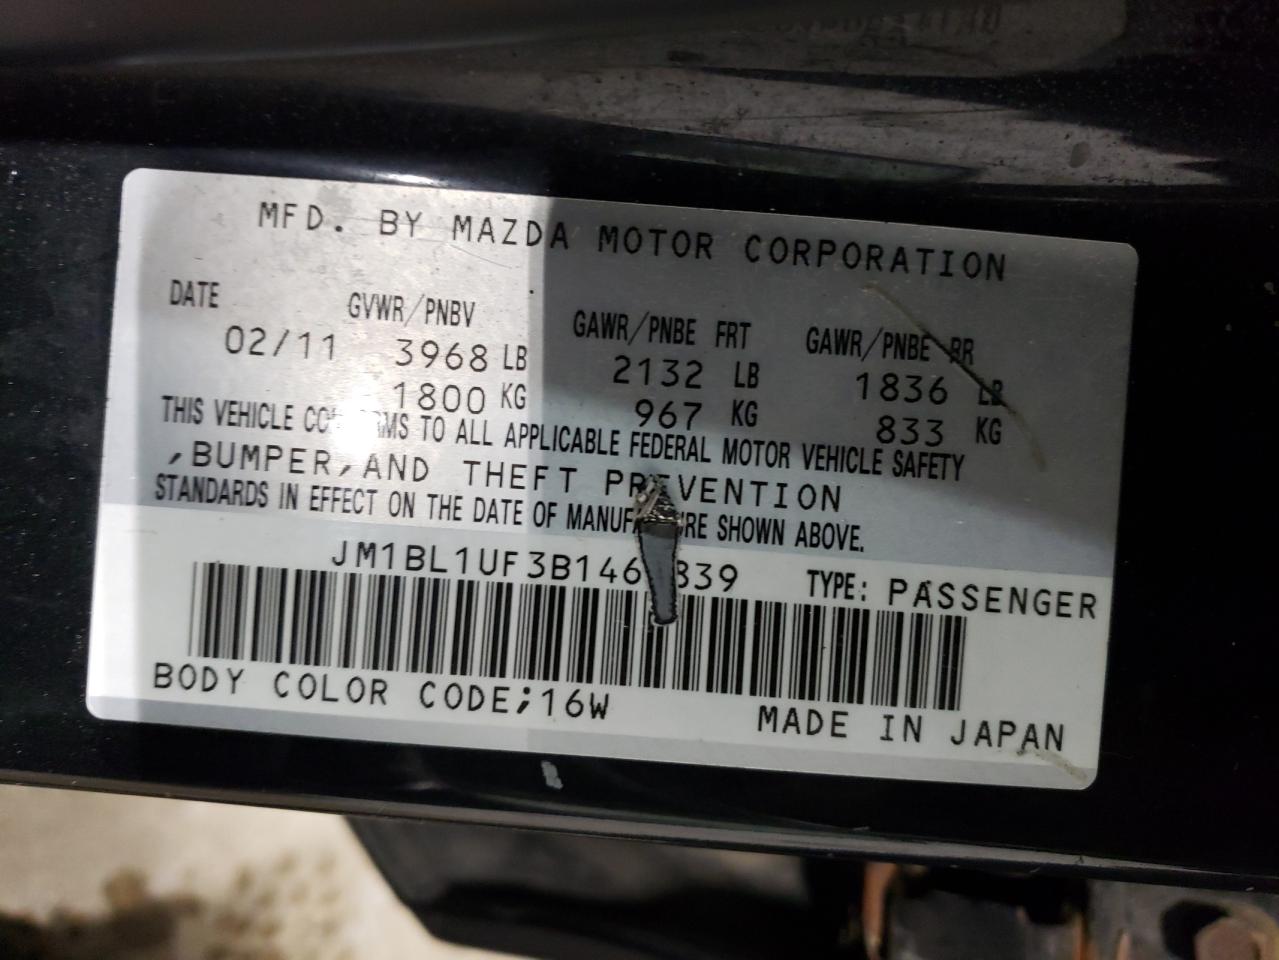 MFD. BY MAZDA MOTOR CORPORATION
DATE GVWR/PNBV GAWR/PNBE FRT GAWR/PNBE RR
02/11 3968 LB 2132 LB 1836 LB
1800 KG 967 KG 833 KG
THIS VEHICLE CONFORMS TO ALL APPLICABLE FEDERAL MOTOR VEHICLE SAFETY
,BUMPER,AND THEFT PREVENTION
STANDARDS IN EFFECT ON THE DATE OF MANUFACTURE SHOWN ABOVE.
TYPE: PASSENGER
BODY COLOR CODE;16W
MADE IN JAPAN